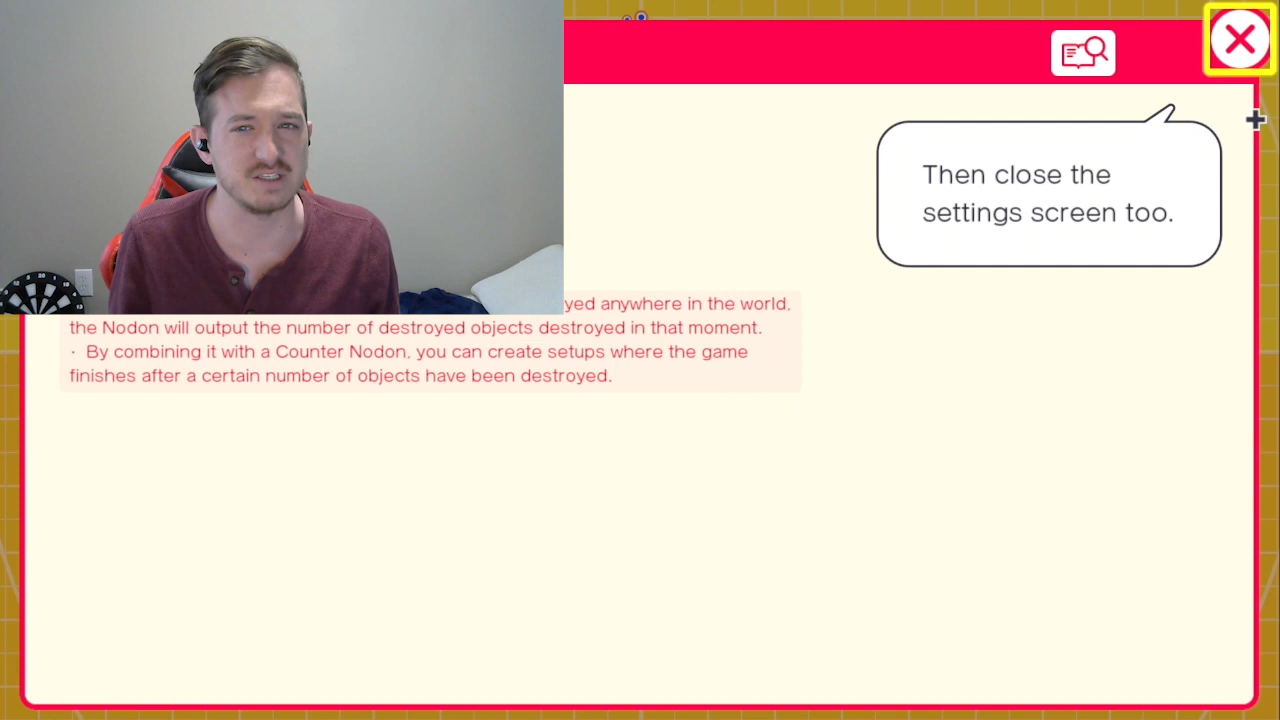 Then close the
settings screen too.
anywhere in the world,
the Nodon will output the number of destroyed objects destroyed in that moment.
· By combining it with a Counter Nodon, you can create setups where the game
finishes after a certain number of objects have been destroyed.